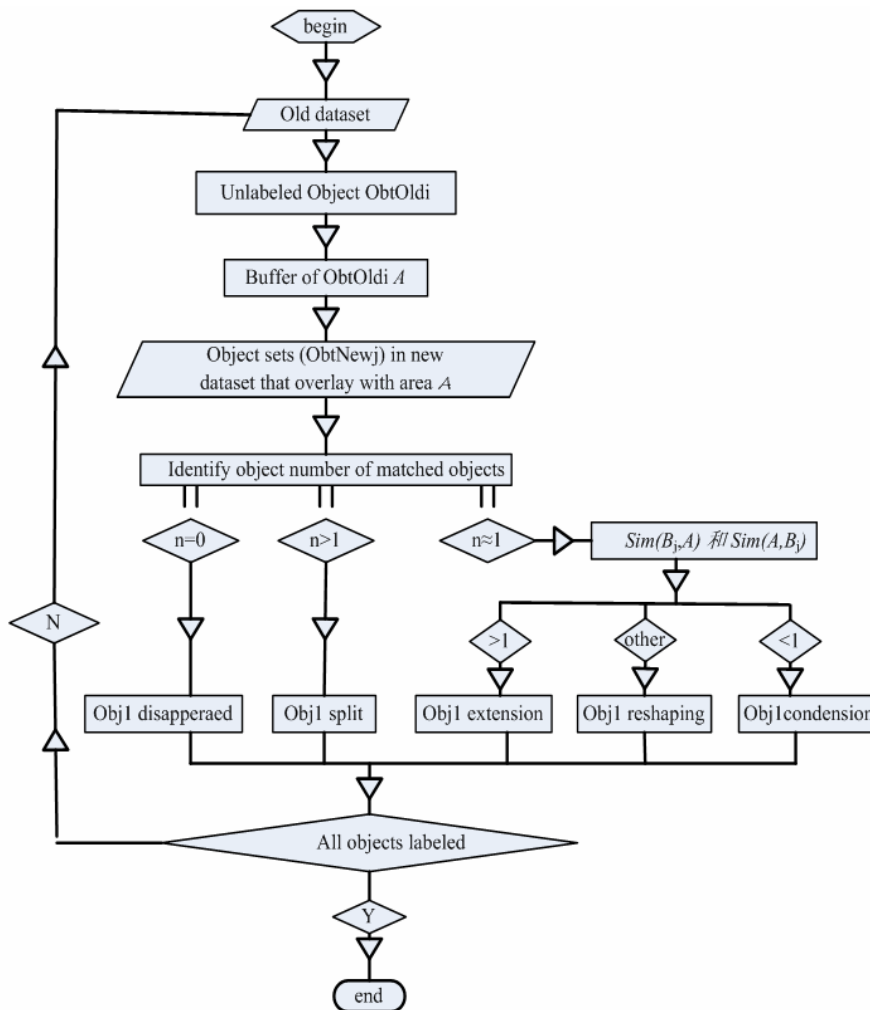 begin
Old dataset
Unlabeled Object ObtOldi
Buffer of ObtOldi A
Object sets (ObtNewj) in new
dataset that overlay with area A
Identify object number of matched objects
n=0
n>1
n≈1
Sim(Bj,A) 和 Sim(A,Bj)
N
>1
other
<1
Obj1 disapperaed
Obj1 split
Obj1 extension
Obj1 reshaping
Obj1condension
All objects labeled
Y
end